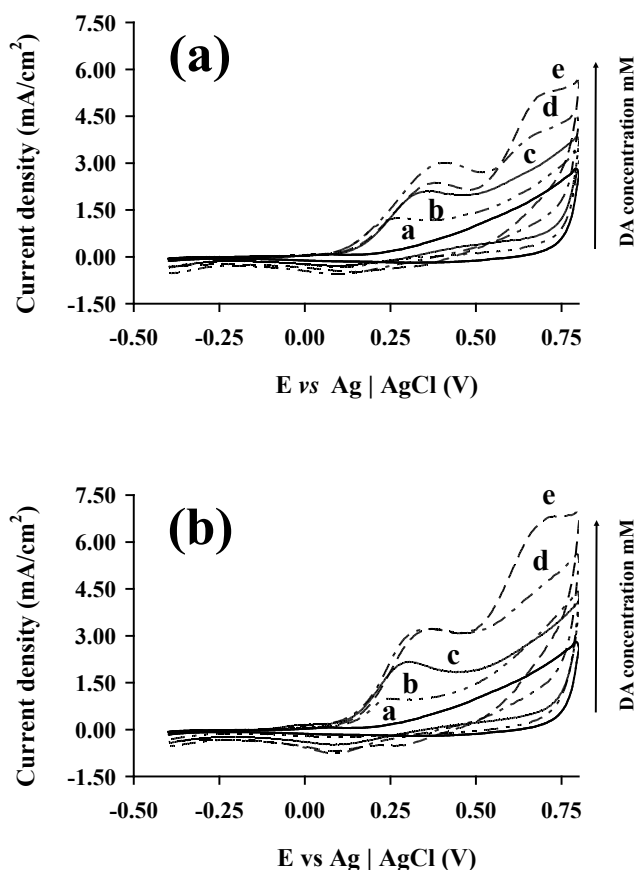 (a)
7.50
6.00
4.50
3.00
1.50
0.00
-1.50
Current density (mA/cm²)
e
d
c
b
a
DA concentration mM
-0.50 -0.25 0.00 0.25 0.50 0.75
E vs Ag | AgCl (V)
(b)
7.50
6.00
4.50
3.00
1.50
0.00
-1.50
Current density (mA/cm²)
e
d
c
b
a
DA concentration mM
-0.50 -0.25 0.00 0.25 0.50 0.75
E vs Ag | AgCl (V)